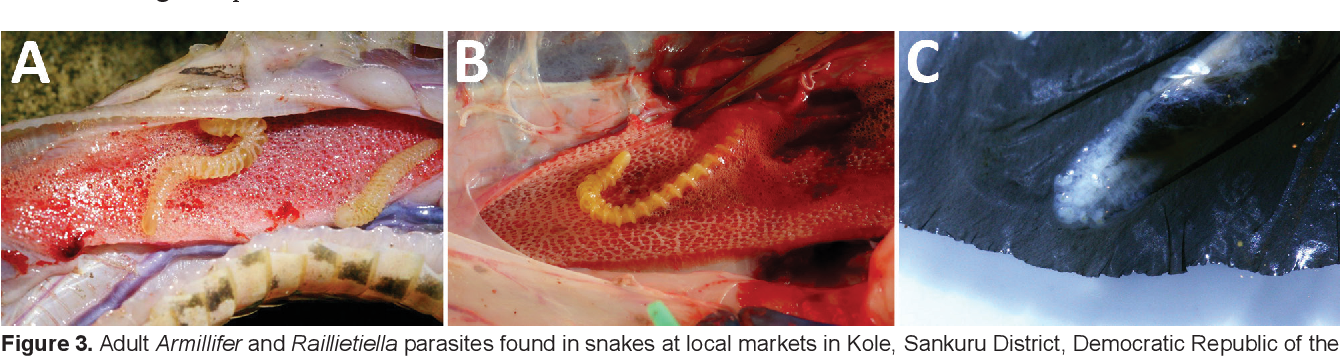 A B C
Figure 3. Adult Armillifer and Raillietiella parasites found in snakes at local markets in Kole, Sankuru District, Democratic Republic of the